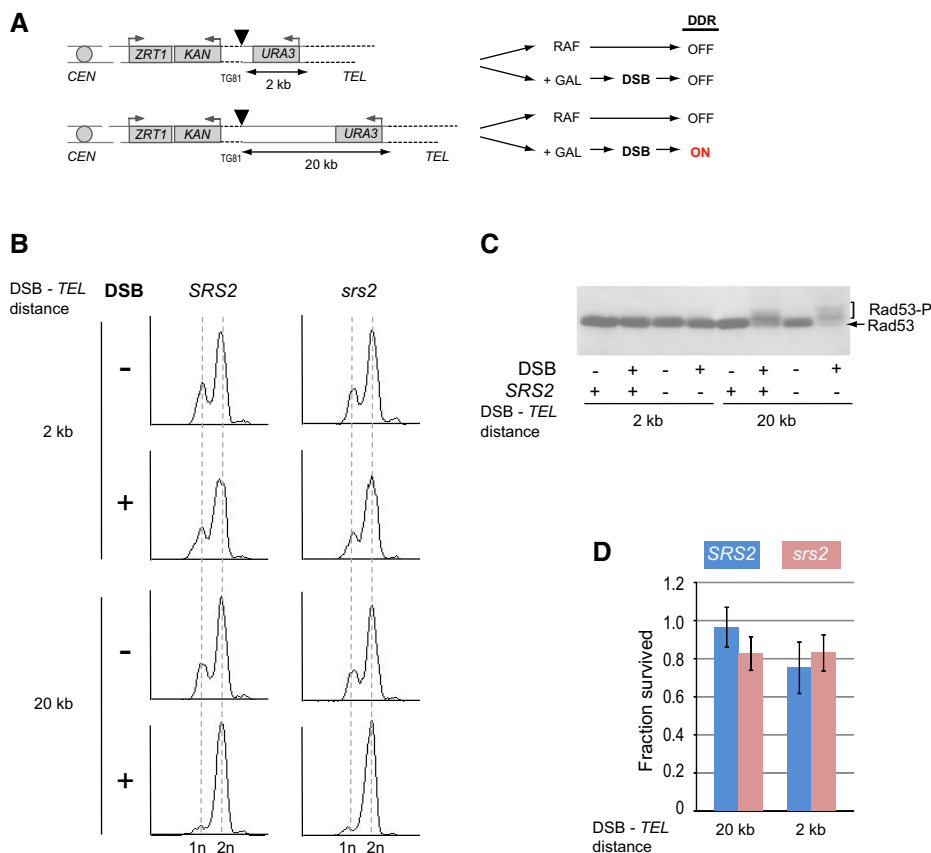 A
DDR
ZRT1 KAN URA3
CEN TG81 2 kb TEL
RAF OFF
+ GAL DSB OFF
ZRT1 KAN URA3
CEN TG81 20 kb TEL
RAF OFF
+ GAL DSB ON
B
DSB - TEL distance
DSB SRS2 srs2
-
2 kb
+
-
20 kb
+
1n 2n 1n 2n
C
Rad53-P
Rad53
DSB - + - + - + - +
SRS2 + + - - + + - -
DSB - TEL distance
2 kb 20 kb
D
SRS2 srs2
Fraction survived
1.2
1.0
0.8
0.6
0.4
0.2
0
DSB - TEL distance
20 kb 2 kb